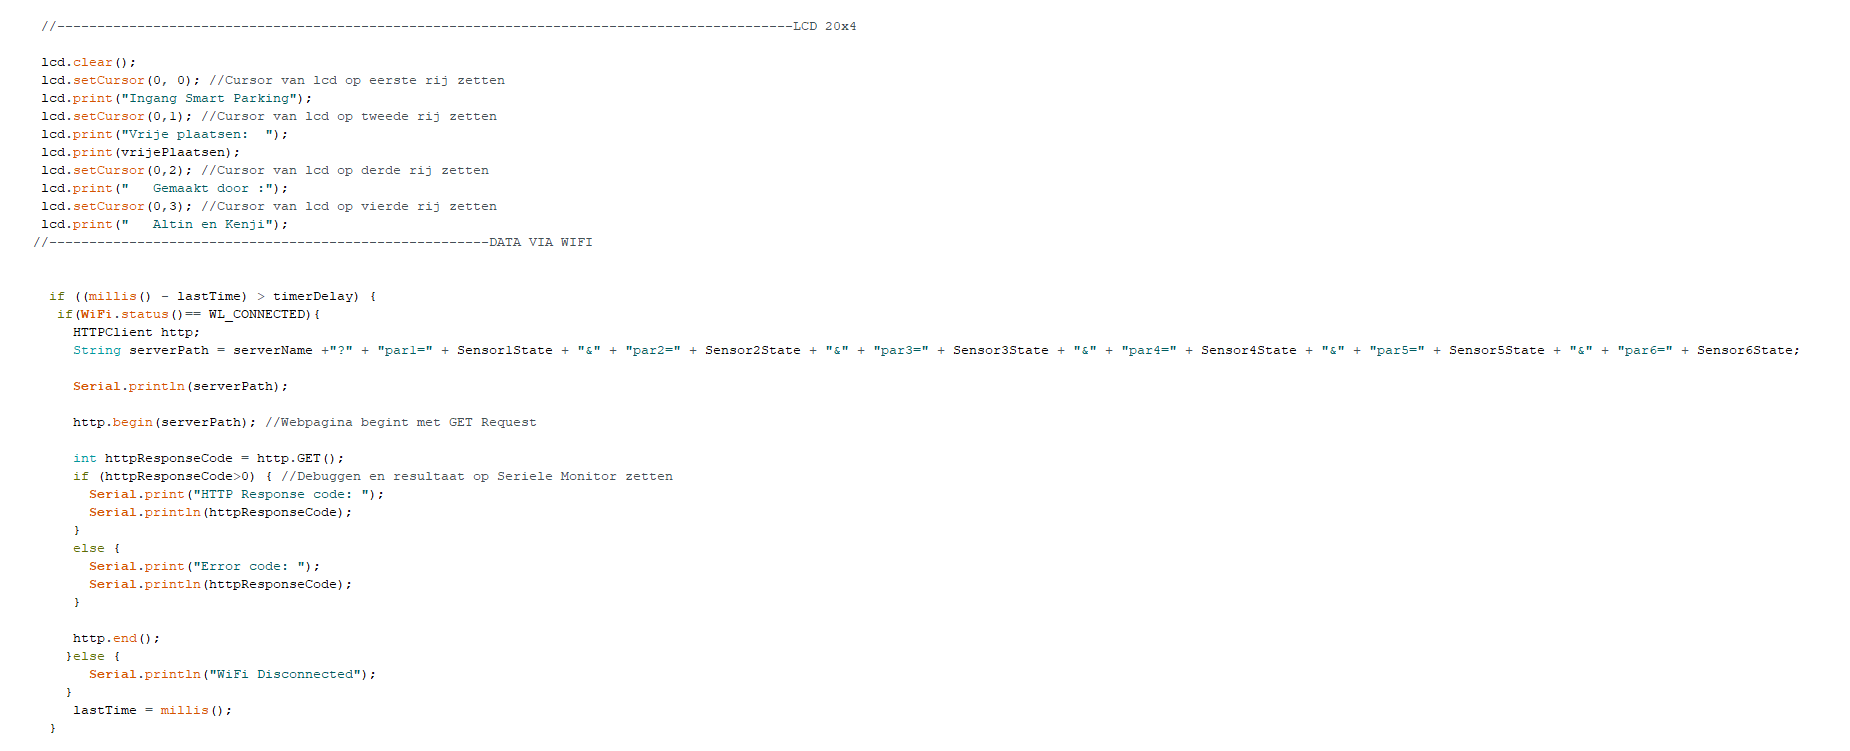 //--------------------------------------------------------------------------------------------LCD 20x4
lcd.clear();
lcd.setCursor(0, 0); //Cursor van lcd op eerste rij zetten
lcd.print("Ingang Smart Parking");
lcd.setCursor(0,1); //Cursor van lcd op tweede rij zetten
lcd.print("Vrije plaatsen:  ");
lcd.print(vrijePlaatsen);
lcd.setCursor(0,2); //Cursor van lcd op derde rij zetten
lcd.print("   Gemaakt door :");
lcd.setCursor(0,3); //Cursor van lcd op vierde rij zetten
lcd.print("   Altin en Kenji");
//-------------------------------------------------------DATA VIA WIFI
if ((millis() - lastTime) > timerDelay) {
if(WiFi.status()== WL_CONNECTED){
HTTPClient http;
String serverPath = serverName +"?" + "par1=" + Sensor1State + "&" + "par2=" + Sensor2State + "&" + "par3=" + Sensor3State + "&" + "par4=" + Sensor4State + "&" + "par5=" + Sensor5State + "&" + "par6=" + Sensor6State;
Serial.println(serverPath);
http.begin(serverPath); //Webpagina begint met GET Request
int httpResponseCode = http.GET();
if (httpResponseCode>0) { //Debuggen en resultaat op Seriele Monitor zetten
Serial.print("HTTP Response code: ");
Serial.println(httpResponseCode);
}
else {
Serial.print("Error code: ");
Serial.println(httpResponseCode);
}
http.end();
}else {
Serial.println("WiFi Disconnected");
}
lastTime = millis();
}